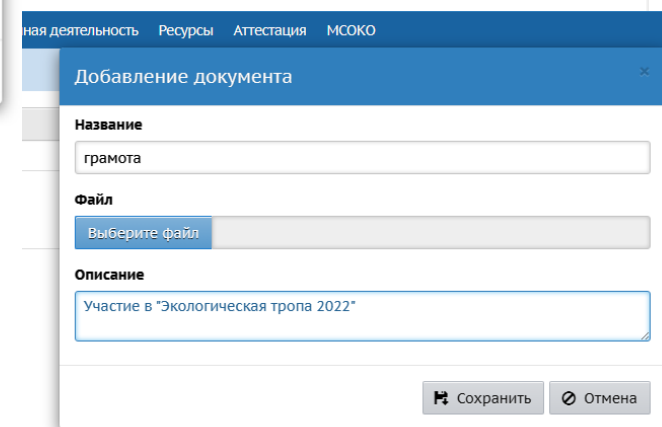 ная деятельность Ресурсы Аттестация МСОКО
Добавление документа ×
Название
грамота
Файл
Выберите файл
Описание
Участие в "Экологическая тропа 2022"
Сохранить Отмена